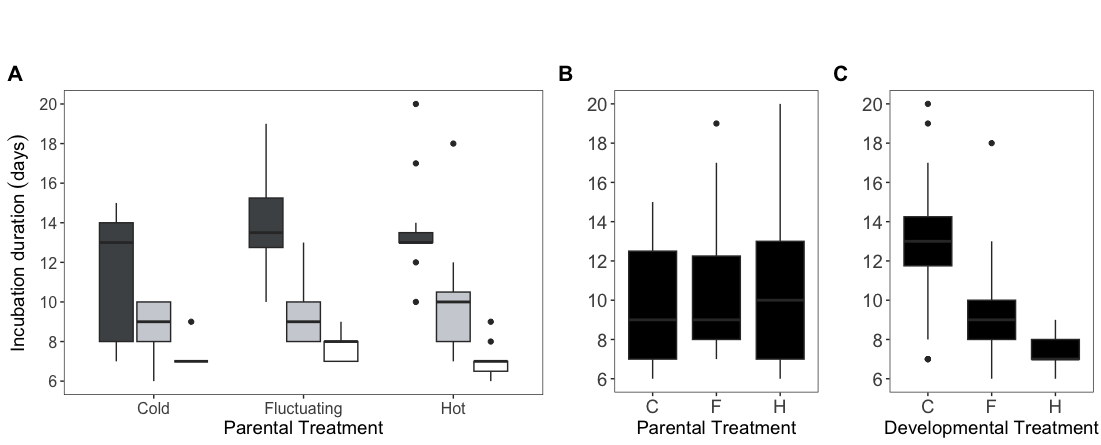 A
B
C
Incubation duration (days)
20
18
16
14
12
10
8
6
Cold
Fluctuating
Hot
Parental Treatment
20
18
16
14
12
10
8
6
C
F
H
Parental Treatment
20
18
16
14
12
10
8
6
C
F
H
Developmental Treatment